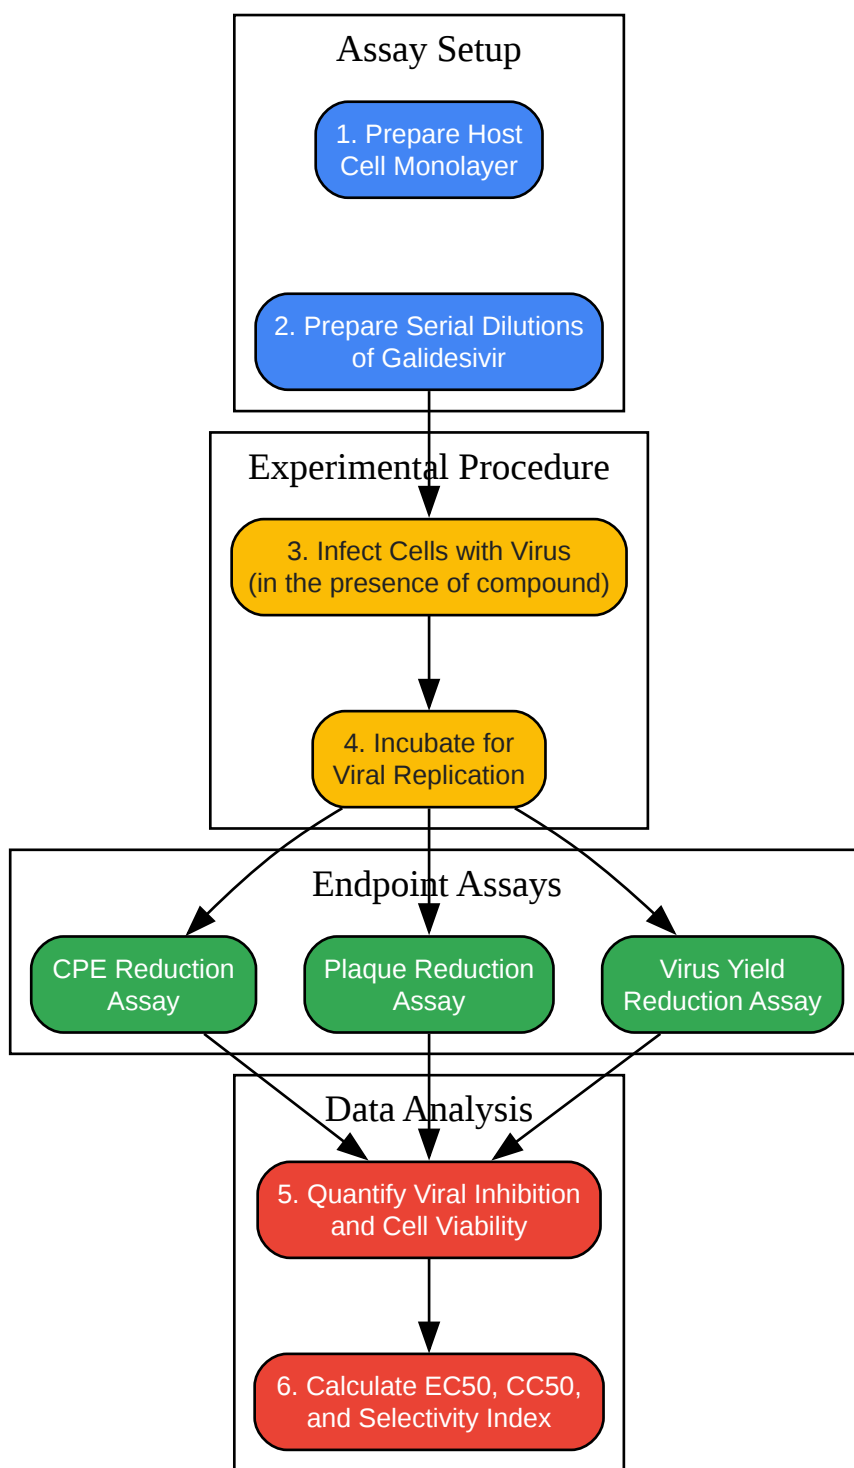 Assay Setup
1. Prepare Host
Cell Monolayer
2. Prepare Serial Dilutions
of Galidesivir
Experimental Procedure
3. Infect Cells with Virus
(in the presence of compound)
4. Incubate for
Viral Replication
Endpoint Assays
CPE Reduction
Assay
Plaque Reduction
Assay
Virus Yield
Reduction Assay
Data Analysis
5. Quantify Viral Inhibition
and Cell Viability
6. Calculate EC50, CC50,
and Selectivity Index